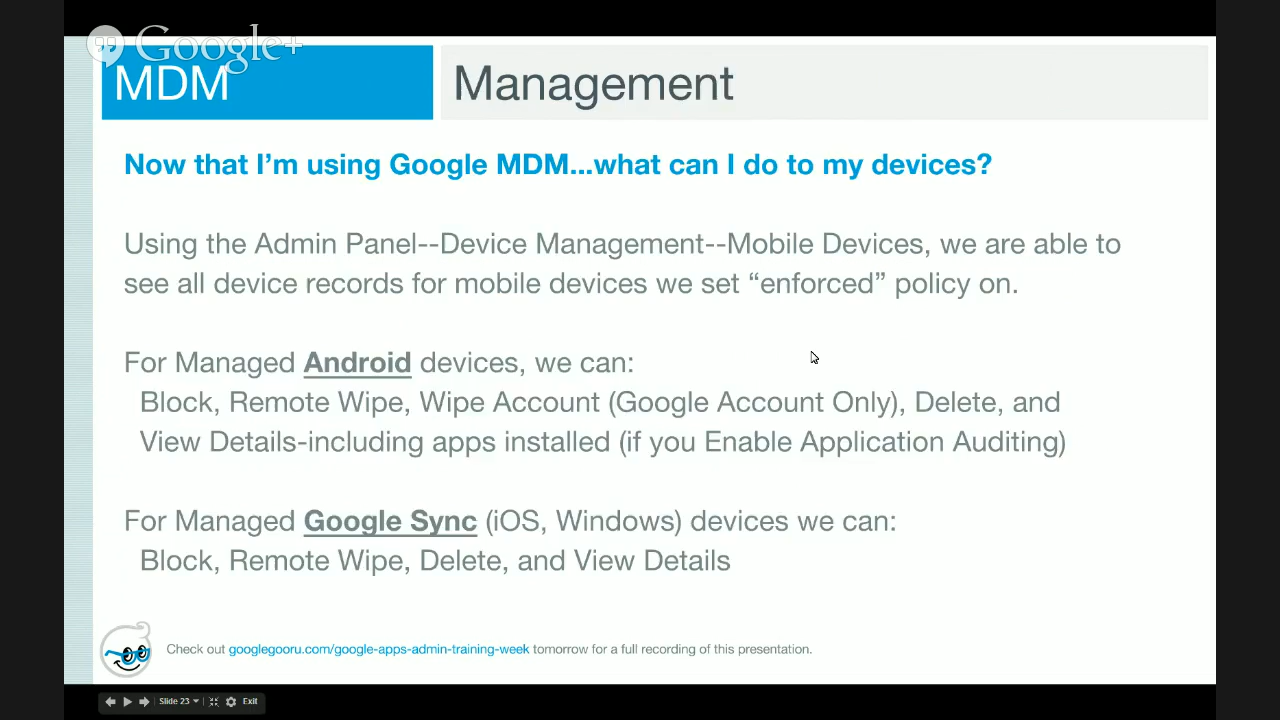 Google+
MDM
Management
Now that I'm using Google MDM...what can I do to my devices?
Using the Admin Panel--Device Management--Mobile Devices, we are able to
see all device records for mobile devices we set “enforced” policy on.
For Managed Android devices, we can:
Block, Remote Wipe, Wipe Account (Google Account Only), Delete, and
View Details-including apps installed (if you Enable Application Auditing)
For Managed Google Sync (iOS, Windows) devices we can:
Block, Remote Wipe, Delete, and View Details
Check out googlegooru.com/google-apps-admin-training-week tomorrow for a full recording of this presentation.
Slide 23 Exit